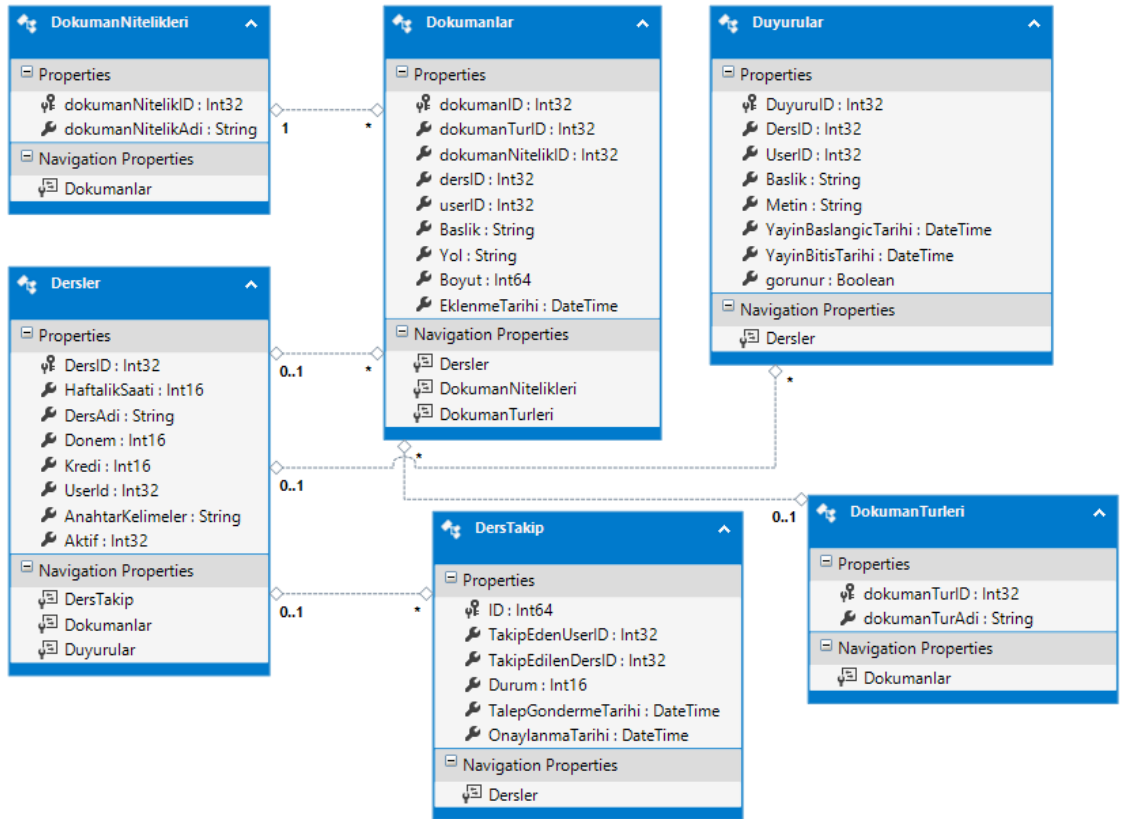 DokumanNitelikleri
Properties
dokumanNitelikID : Int32
dokumanNitelikAdi : String
Navigation Properties
Dokumanlar
1
*
Dokumanlar
Properties
dokumanID : Int32
dokumanTurID : Int32
dokumanNitelikID : Int32
dersID : Int32
userID : Int32
Baslik : String
Yol : String
Boyut : Int64
EklenmeTarihi : DateTime
Navigation Properties
Dersler
DokumanNitelikleri
DokumanTurleri
Duyurular
Properties
DuyuruID : Int32
DersID : Int32
UserID : Int32
Baslik : String
Metin : String
YayinBaslangicTarihi : DateTime
YayinBitisTarihi : DateTime
gorunur : Boolean
Navigation Properties
Dersler
Dersler
Properties
DersID : Int32
HaftalikSaati : Int16
DersAdi : String
Donem : Int16
Kredi : Int16
UserId : Int32
AnahtarKelimeler : String
Aktif : Int32
Navigation Properties
DersTakip
Dokumanlar
Duyurular
0..1
*
0..1
*
0..1
*
*
0..1
DersTakip
Properties
ID : Int64
TakipEdenUserID : Int32
TakipEdilenDersID : Int32
Durum : Int16
TalepGondermeTarihi : DateTime
OnaylanmaTarihi : DateTime
Navigation Properties
Dersler
DokumanTurleri
Properties
dokumanTurID : Int32
dokumanTurAdi : String
Navigation Properties
Dokumanlar